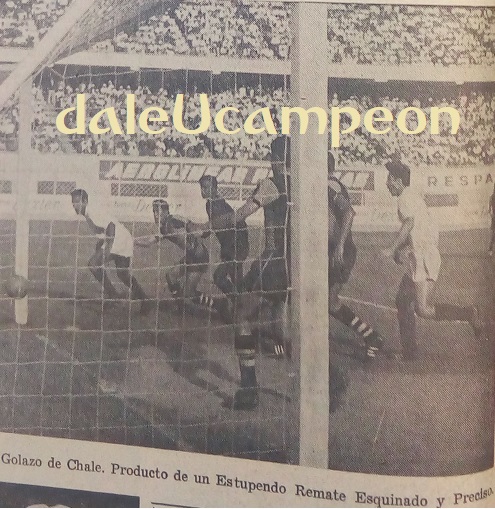 daleUcampeon
RESPA
Golazo de Chale. Producto de un Estupendo Remate Esquinado y Preciso.